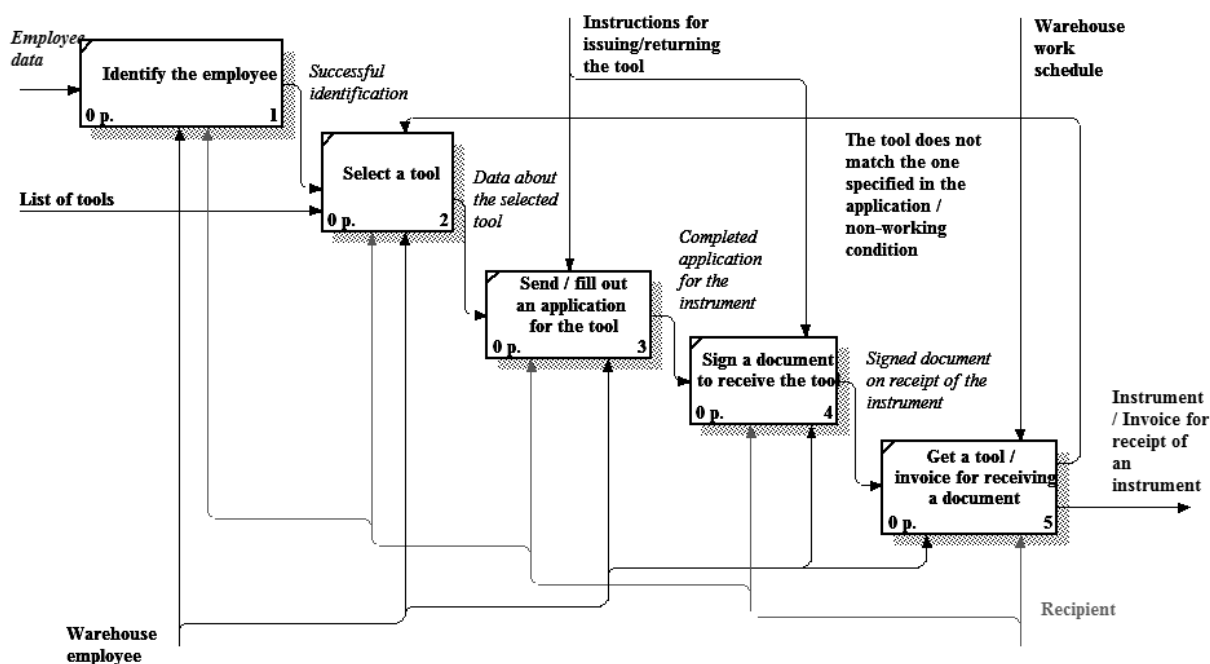 Employee
data
Identify the employee
0 p.
1
Successful
identification
Instructions for
issuing/returning
the tool
Warehouse
work
schedule
List of tools
Select a tool
0 p.
2
Data about
the selected
tool
The tool does not
match the one
specified in the
application /
non-working
condition
Send / fill out
an application
for the tool
0 p.
3
Completed
application
for the
instrument
Sign a document
to receive the tool
0 p.
4
Signed document
on receipt of the
instrument
Get a tool /
invoice for receiving
a document
0 p.
5
Instrument
/ Invoice for
receipt of
an
instrument
Recipient
Warehouse
employee